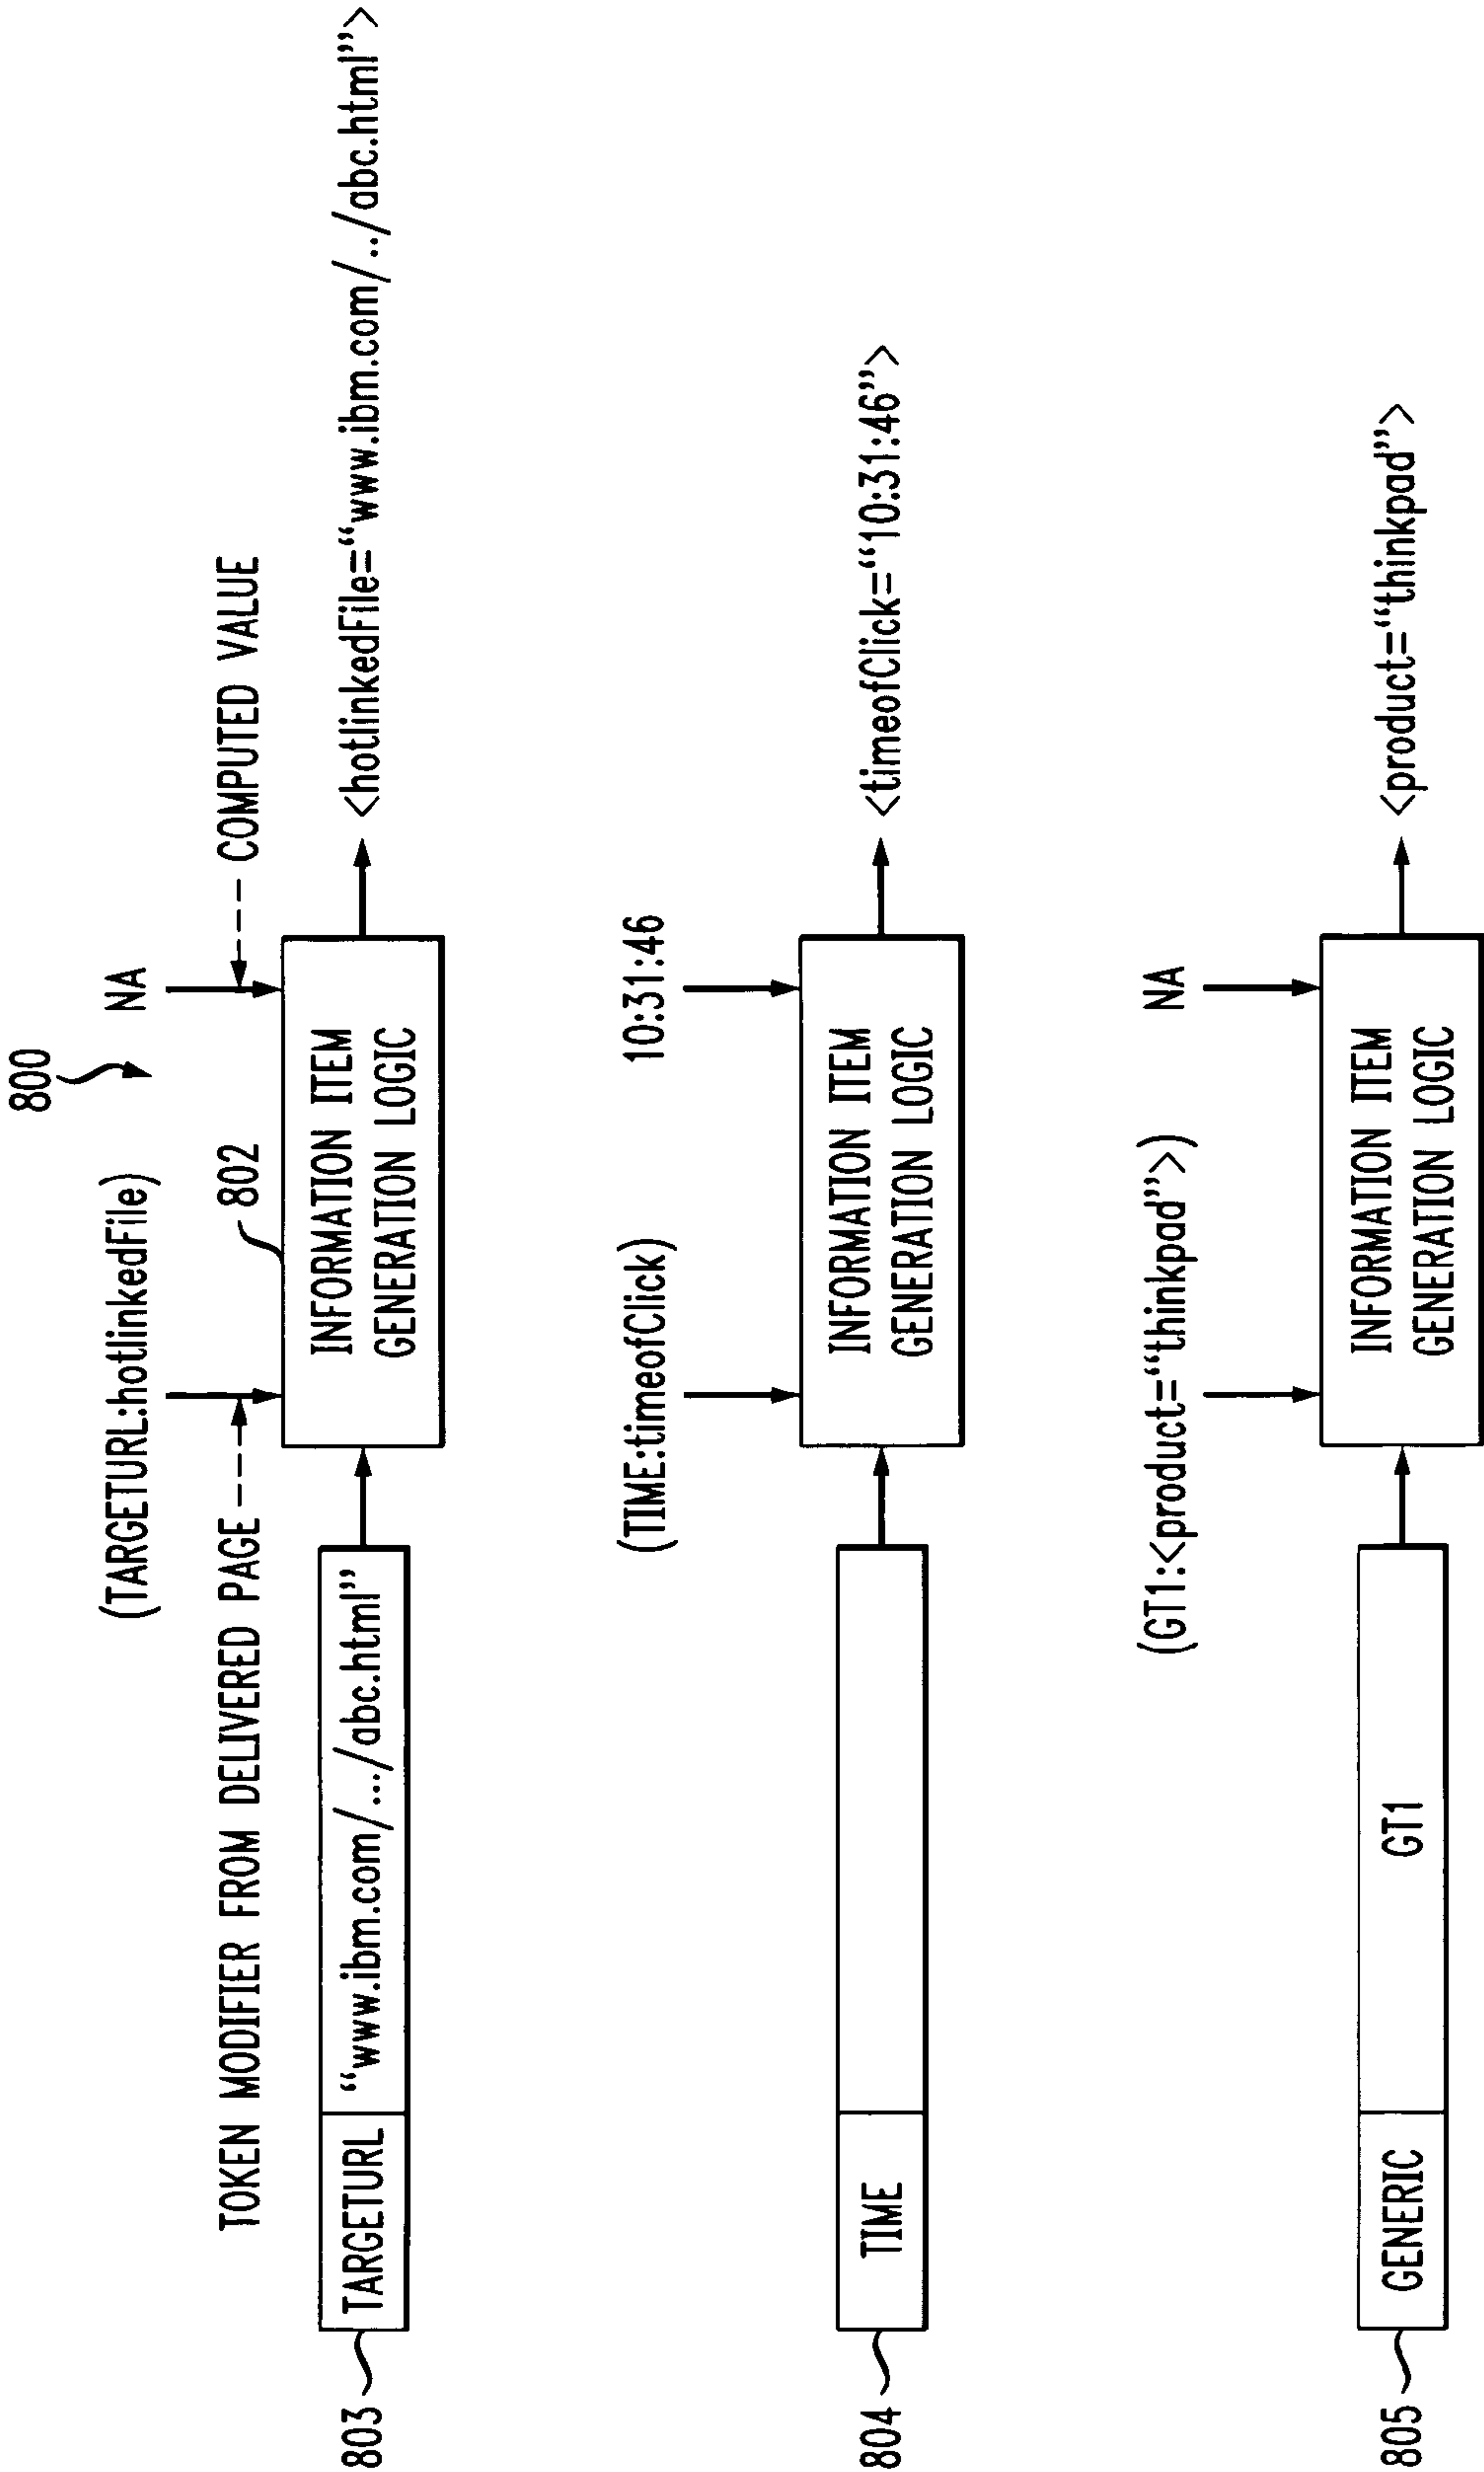 800
(TARGETURL:hotlinkedFile)
NA
TOKEN MODIFIER FROM DELIVERED PAGE
802
COMPUTED VALUE
803
TARGETURL
“ww.ibm.com/.../abc.html”
INFORMATION ITEM
GENERATION LOGIC
<hotlinkedFile=“www.ibm.com/../abc.html”>
(TIME:timeofClick)
10:31:46
804
TIME
INFORMATION ITEM
GENERATION LOGIC
<timeofClick=“10:31:46”>
(GT1:<product=“thinkpad”>)
NA
805
GENERIC
GT1
INFORMATION ITEM
GENERATION LOGIC
<product=“thinkpad”>